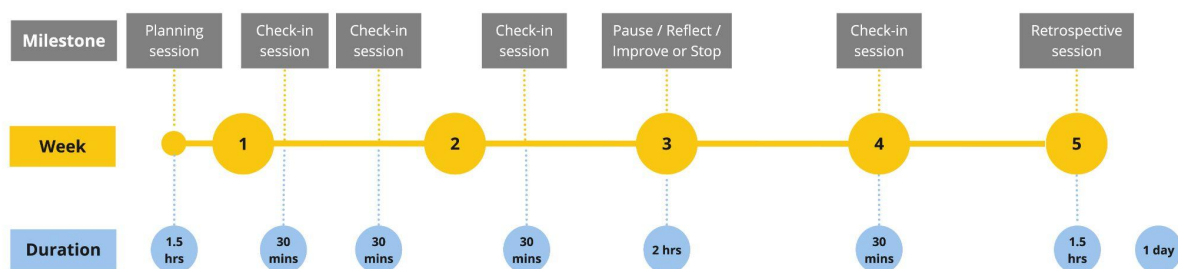 Milestone
Planning
session
Check-in
session
Check-in
session
Check-in
session
Pause / Reflect /
Improve or Stop
Check-in
session
Retrospective
session
Week
1
2
3
4
5
Duration
1.5
hrs
30
mins
30
mins
30
mins
2 hrs
30
mins
1.5
hrs
1 day